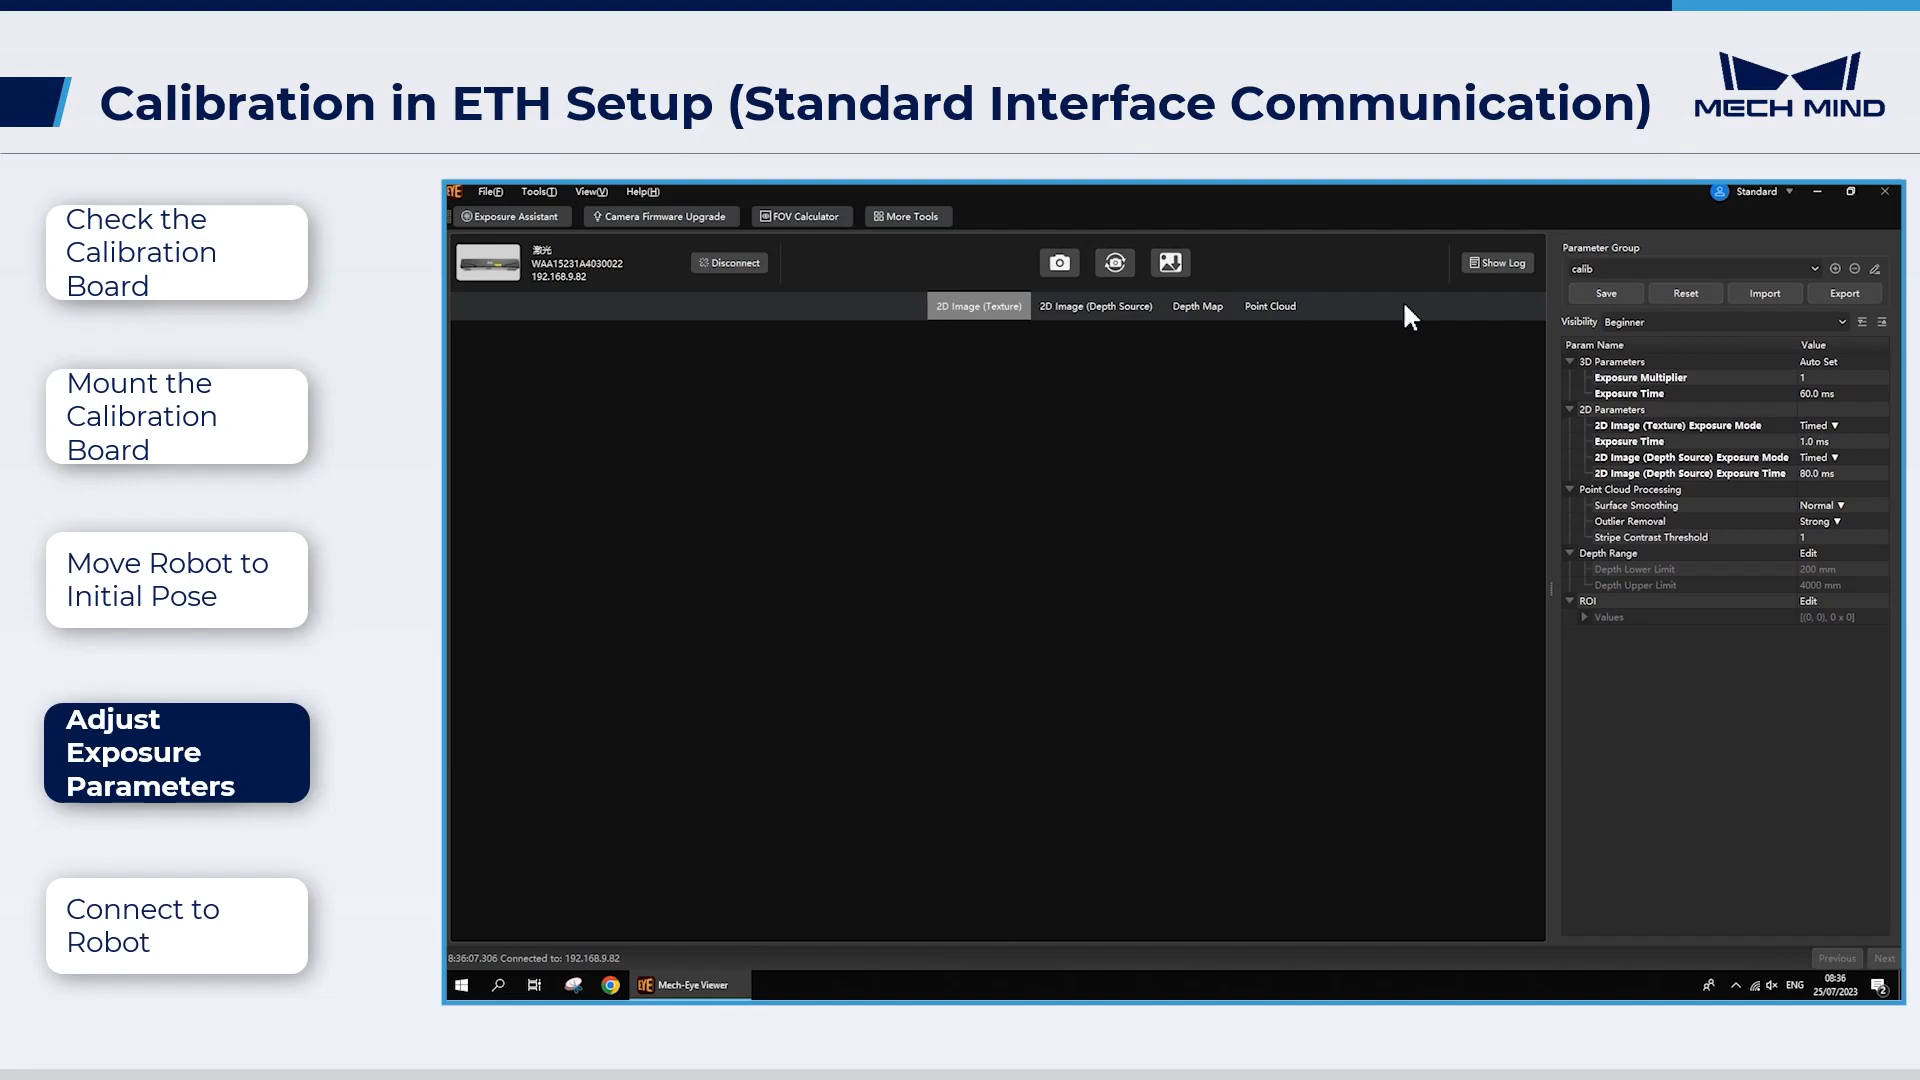 Calibration in ETH Setup (Standard Interface Communication)
MECH MIND
Check the
Calibration
Board
Mount the
Calibration
Board
Move Robot to
Initial Pose
Adjust
Exposure
Parameters
Connect to
Robot
EYE File(F) Tools(T) View(V) Help(H) Standard
Exposure Assistant Camera Firmware Upgrade FOV Calculator More Tools
激光
WAA15231A4030022
192.168.9.82
Disconnect
Show Log
2D Image (Texture) 2D Image (Depth Source) Depth Map Point Cloud
Parameter Group
calib
Save Reset Import Export
Visibility Beginner
Param Name Value
3D Parameters Auto Set
Exposure Multiplier 1
Exposure Time 60.0 ms
2D Parameters
2D Image (Texture) Exposure Mode Timed
Exposure Time 1.0 ms
2D Image (Depth Source) Exposure Mode Timed
2D Image (Depth Source) Exposure Time 80.0 ms
Point Cloud Processing
Surface Smoothing Normal
Outlier Removal Strong
Stripe Contrast Threshold 1
Depth Range Edit
Depth Lower Limit 200 mm
Depth Upper Limit 4000 mm
ROI Edit
Values [(0, 0), 0 x 0]
8:36:07.306 Connected to: 192.168.9.82
Previous Next
EYE Mech-Eye Viewer
ENG
08:36
25/07/2023
2